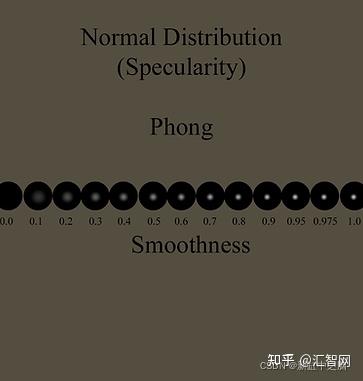 Normal Distribution
(Specularity)
Phong
0.0 0.1 0.2 0.3 0.4 0.5 0.6 0.7 0.8 0.9 0.95 0.975 1.0
Smoothness
知乎 @汇智网
CSDN